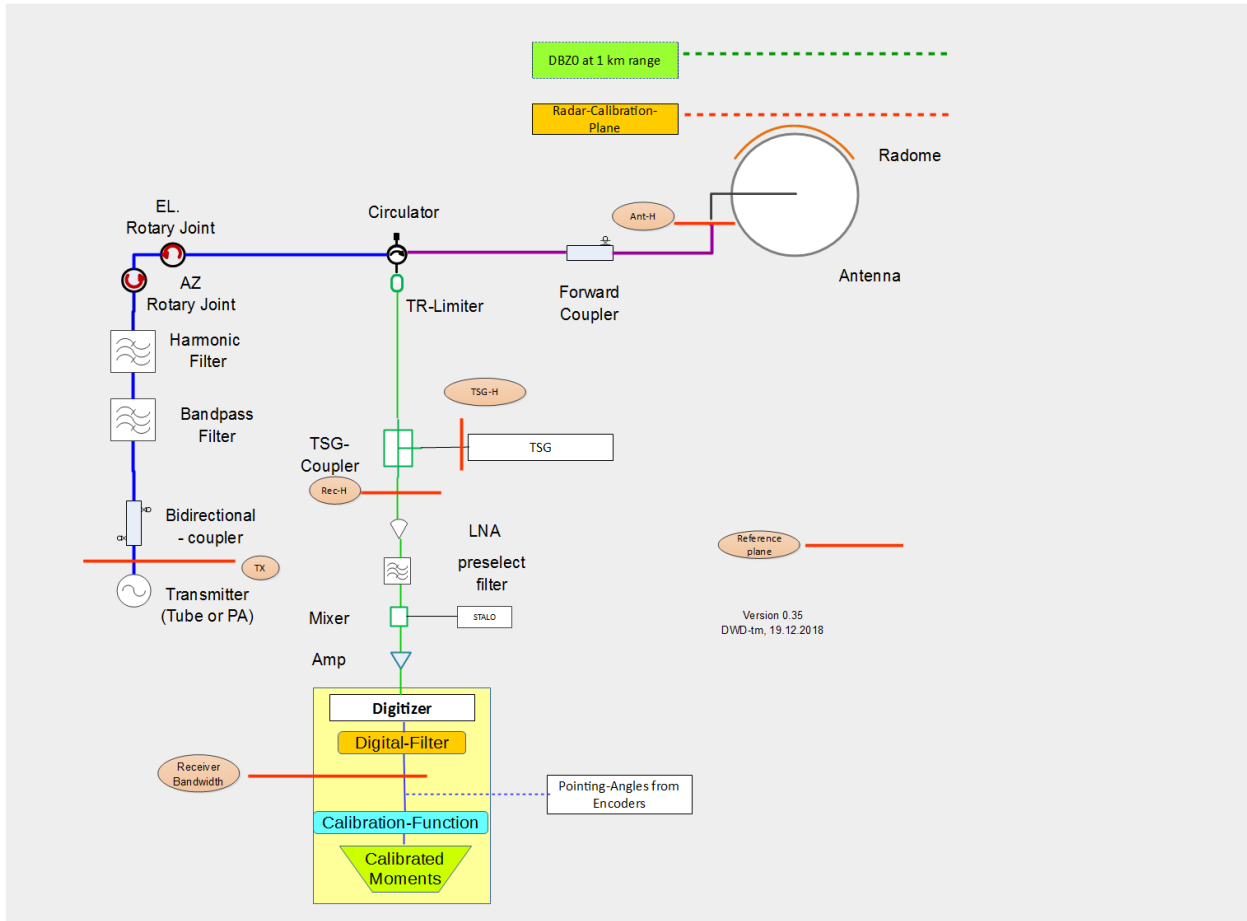 DBZ0 at 1 km range
Radar-Calibration-
Plane
Radome
EL.
Rotary Joint
Circulator
Ant-H
Antenna
AZ
Rotary Joint
TR-Limiter
Forward
Coupler
Harmonic
Filter
TSG-H
Bandpass
Filter
TSG-
Coupler
TSG
Rec-H
Bidirectional
- coupler
LNA
preselect
filter
Reference
plane
TX
Transmitter
(Tube or PA)
Mixer
STALO
Version 0.35
DWD-tm, 19.12.2018
Amp
Digitizer
Digital-Filter
Receiver
Bandwidth
Pointing-Angles from
Encoders
Calibration-Function
Calibrated
Moments